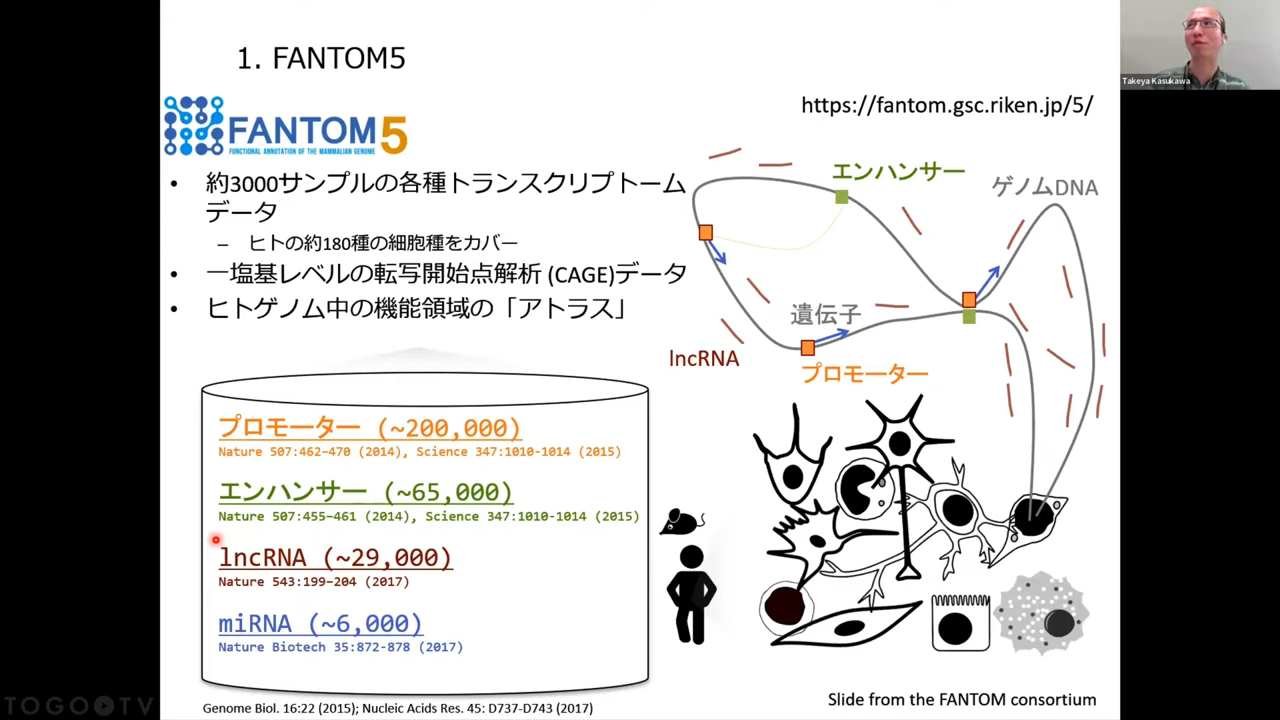 1. FANTOM5
Takeya Kasukawa
https://fantom.gsc.riken.jp/5/
FANTOM5
FUNCTIONAL ANNOTATION OF THE MAMMALIAN GENOME
• 約3000サンプルの各種トランスクリプトーム
データ
– ヒトの約180種の細胞種をカバー
• 一塩基レベルの転写開始点解析 (CAGE)データ
• ヒトゲノム中の機能領域の「アトラス」
エンハンサー
ゲノムDNA
遺伝子
lncRNA
プロモーター
プロモーター (~200,000)
Nature 507:462–470 (2014), Science 347:1010-1014 (2015)
エンハンサー (~65,000)
Nature 507:455–461 (2014), Science 347:1010-1014 (2015)
lncRNA (~29,000)
Nature 543:199–204 (2017)
miRNA (~6,000)
Nature Biotech 35:872-878 (2017)
Slide from the FANTOM consortium
Genome Biol. 16:22 (2015); Nucleic Acids Res. 45: D737-D743 (2017)
TOGOTV